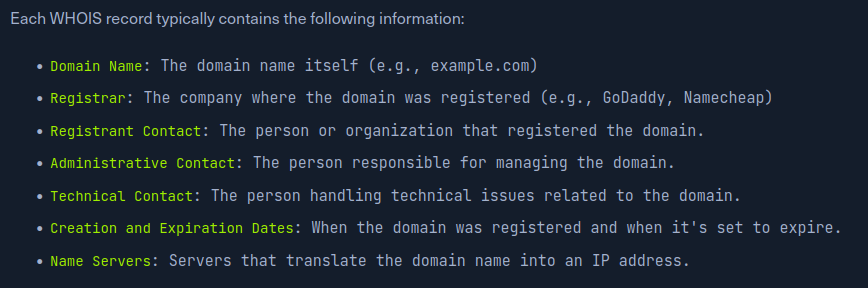 Each WHOIS record typically contains the following information:
• Domain Name: The domain name itself (e.g., example.com)
• Registrar: The company where the domain was registered (e.g., GoDaddy, Namecheap)
• Registrant Contact: The person or organization that registered the domain.
• Administrative Contact: The person responsible for managing the domain.
• Technical Contact: The person handling technical issues related to the domain.
• Creation and Expiration Dates: When the domain was registered and when it's set to expire.
• Name Servers: Servers that translate the domain name into an IP address.